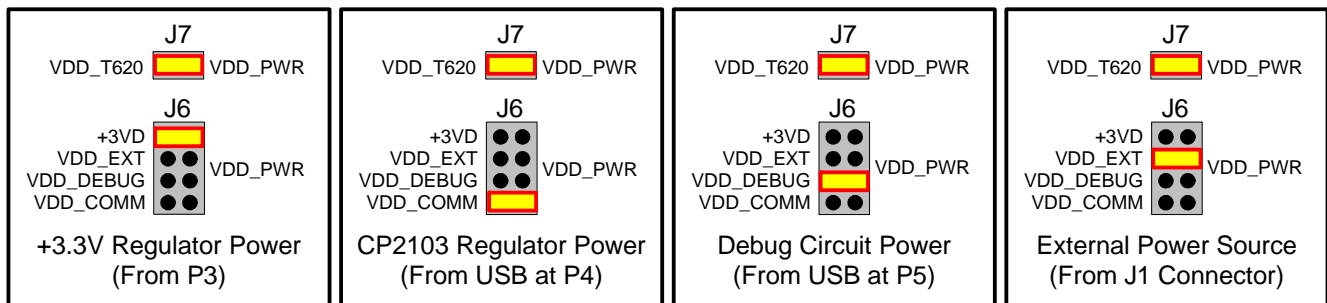 J7
VDD_T620 VDD_PWR
J6
+3VD
VDD_EXT
VDD_PWR
VDD_DEBUG
VDD_COMM
+3.3V Regulator Power
(From P3)
J7
VDD_T620 VDD_PWR
J6
+3VD
VDD_EXT
VDD_PWR
VDD_DEBUG
VDD_COMM
CP2103 Regulator Power
(From USB at P4)
J7
VDD_T620 VDD_PWR
J6
+3VD
VDD_EXT
VDD_PWR
VDD_DEBUG
VDD_COMM
Debug Circuit Power
(From USB at P5)
J7
VDD_T620 VDD_PWR
J6
+3VD
VDD_EXT
VDD_PWR
VDD_DEBUG
VDD_COMM
External Power Source
(From J1 Connector)